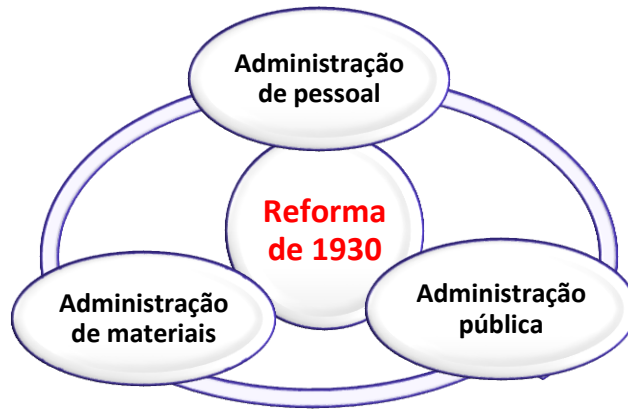 Administração
de pessoal
Reforma
de 1930
Administração
de materiais
Administração
pública